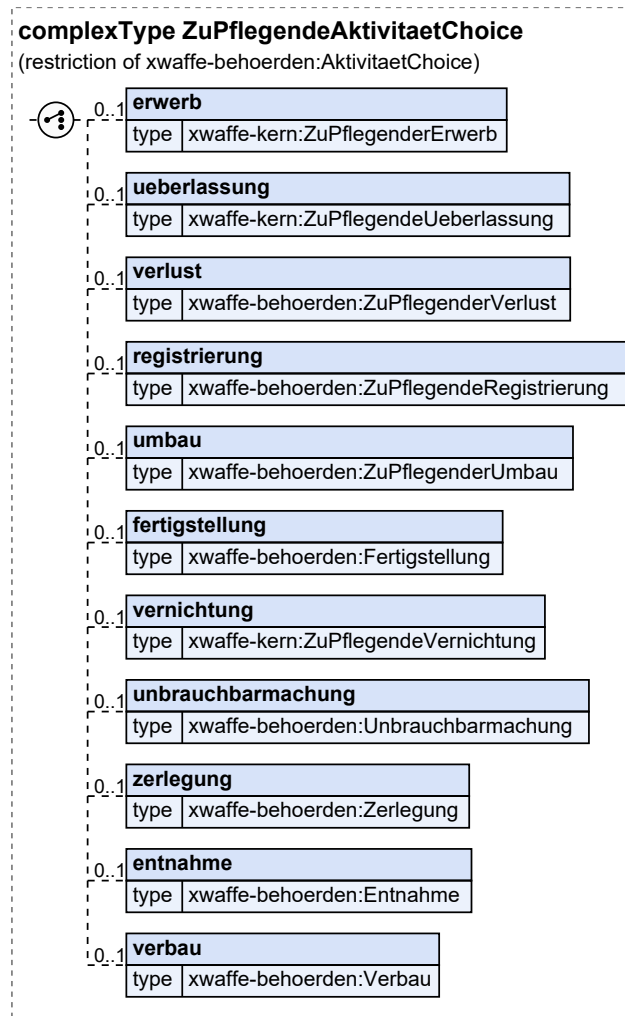 complexType ZuPflegendeAktivitaetChoice
(restriction of xwaffe-behoerden:AktivitaetChoice)
0..1 erwerb
type xwaffe-kern:ZuPflegenderErwerb
0..1 ueberlassung
type xwaffe-kern:ZuPflegendeUeberlassung
0..1 verlust
type xwaffe-behoerden:ZuPflegenderVerlust
0..1 registrierung
type xwaffe-behoerden:ZuPflegendeRegistrierung
0..1 umbau
type xwaffe-behoerden:ZuPflegenderUmbau
0..1 fertigstellung
type xwaffe-behoerden:Fertigstellung
0..1 vernichtung
type xwaffe-kern:ZuPflegendeVernichtung
0..1 unbrauchbarmachung
type xwaffe-behoerden:Unbrauchbarmachung
0..1 zerlegung
type xwaffe-behoerden:Zerlegung
0..1 entnahme
type xwaffe-behoerden:Entnahme
0..1 verbau
type xwaffe-behoerden:Verbau